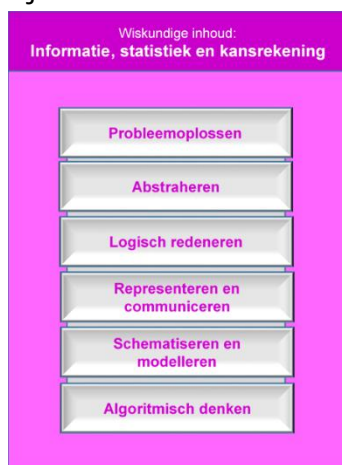 Wiskundige inhoud:
Informatie, statistiek en kansrekening
Probleemoplossen
Abstraheren
Logisch redeneren
Representeren en
communiceren
Schematiseren en
modelleren
Algoritmisch denken